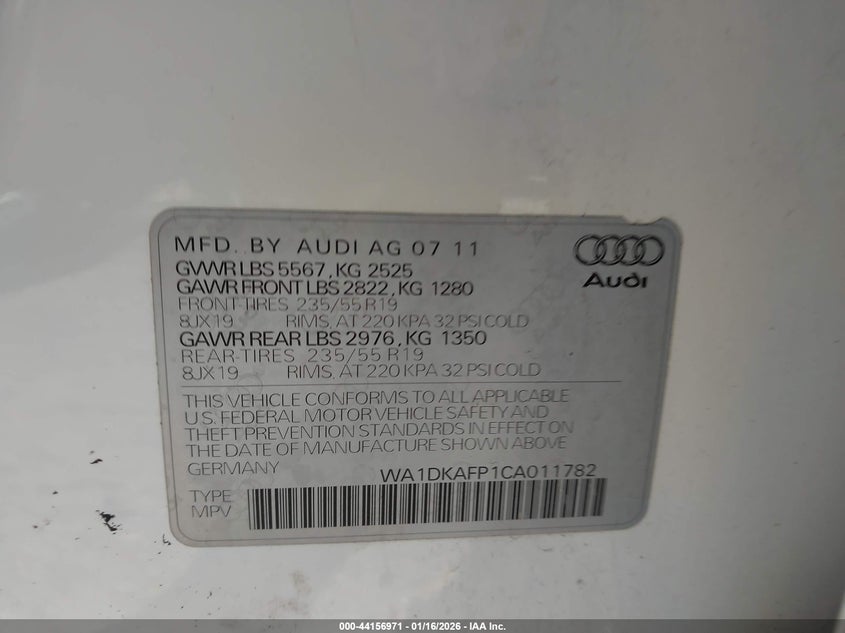 MFD. BY AUDI AG 07 11
GVWR LBS 5567, KG 2525
GAWR FRONT LBS 2822, KG 1280
FRONT-TIRES 235/55 R19
8JX19 RIMS, AT 220 KPA 32 PSI COLD
GAWR REAR LBS 2976, KG 1350
REAR-TIRES 235/55 R19
8JX19 RIMS, AT 220 KPA 32 PSI COLD
Audi
THIS VEHICLE CONFORMS TO ALL APPLICABLE
U.S. FEDERAL MOTOR VEHICLE SAFETY AND
THEFT PREVENTION STANDARDS IN EFFECT ON
THE DATE OF MANUFACTURE SHOWN ABOVE
GERMANY WA1DKAFP1CA011782
TYPE
MPV
000-44156971 - 01/16/2026 - IAA Inc.